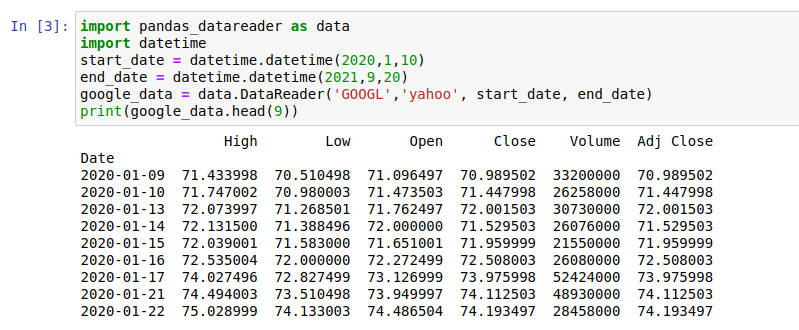 In [3]: import pandas_datareader as data
import datetime
start_date = datetime.datetime(2020,1,10)
end_date = datetime.datetime(2021,9,20)
google_data = data.DataReader('GOOGL','yahoo', start_date, end_date)
print(google_data.head(9))
High Low Open Close Volume Adj Close
Date
2020-01-09 71.433998 70.510498 71.096497 70.989502 33200000 70.989502
2020-01-10 71.747002 70.980003 71.473503 71.447998 26258000 71.447998
2020-01-13 72.073997 71.268501 71.762497 72.001503 30730000 72.001503
2020-01-14 72.131500 71.388496 72.000000 71.529503 26076000 71.529503
2020-01-15 72.039001 71.583000 71.651001 71.959999 21550000 71.959999
2020-01-16 72.535004 72.000000 72.272499 72.508003 26080000 72.508003
2020-01-17 74.027496 72.827499 73.126999 73.975998 52424000 73.975998
2020-01-21 74.494003 73.510498 73.949997 74.112503 48930000 74.112503
2020-01-22 75.028999 74.133003 74.486504 74.193497 28458000 74.193497